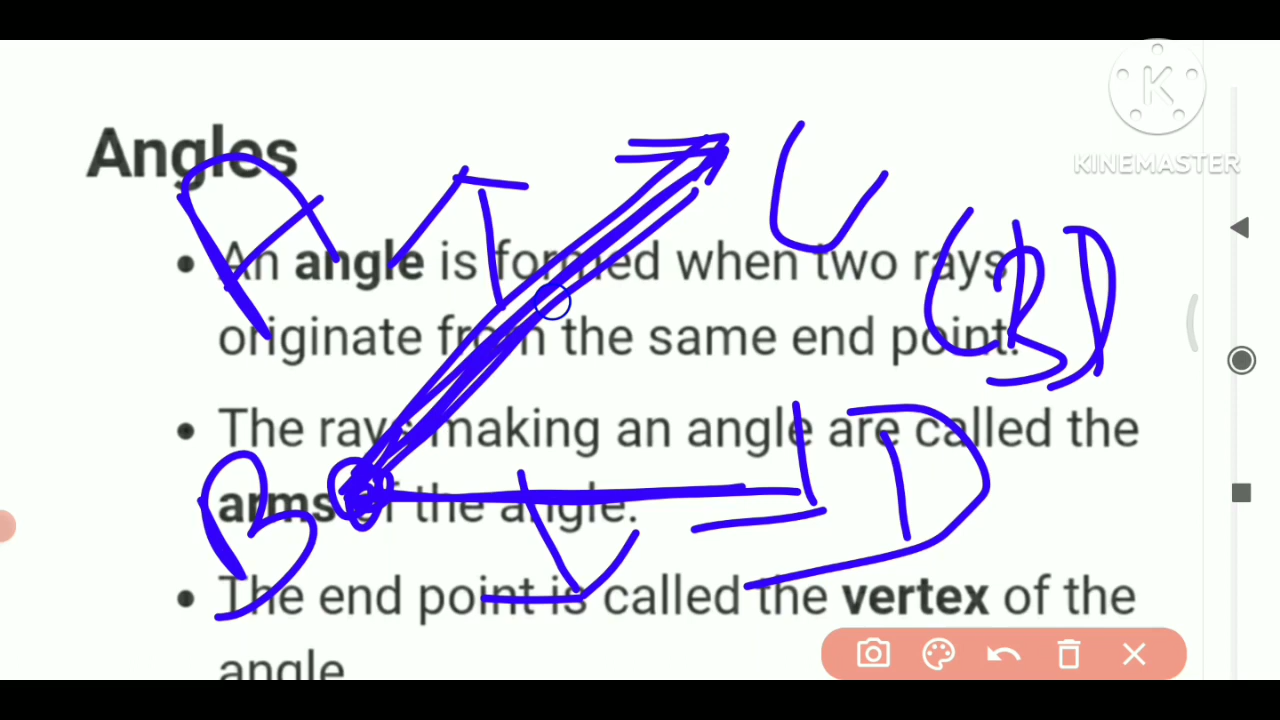 KINEMASTER
Angles
A
C
• An angle is formed when two rays
originate from the same end point.
CBD
• The rays making an angle are called the
arms of the angle.
B
D
• The end point is called the vertex of the
angle